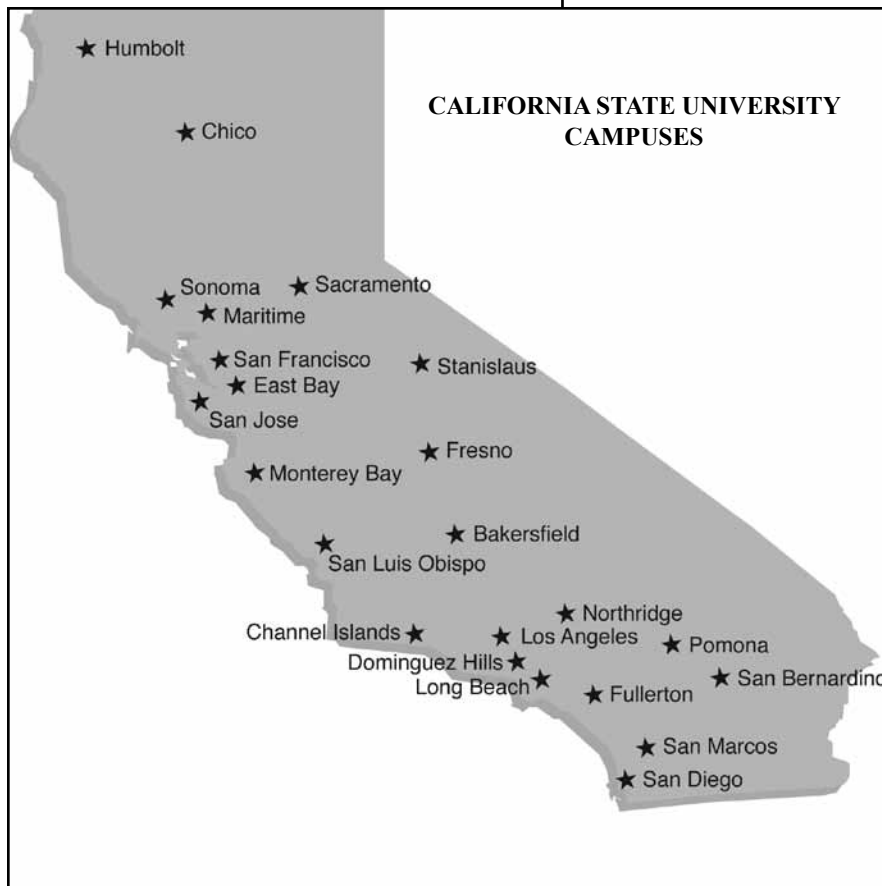 CALIFORNIA STATE UNIVERSITY
CAMPUSES
Humbolt
Chico
Sonoma
Sacramento
Maritime
San Francisco
Stanislaus
East Bay
San Jose
Fresno
Monterey Bay
Bakersfield
San Luis Obispo
Northridge
Channel Islands
Los Angeles
Pomona
Dominguez Hills
Long Beach
San Bernardino
Fullerton
San Marcos
San Diego